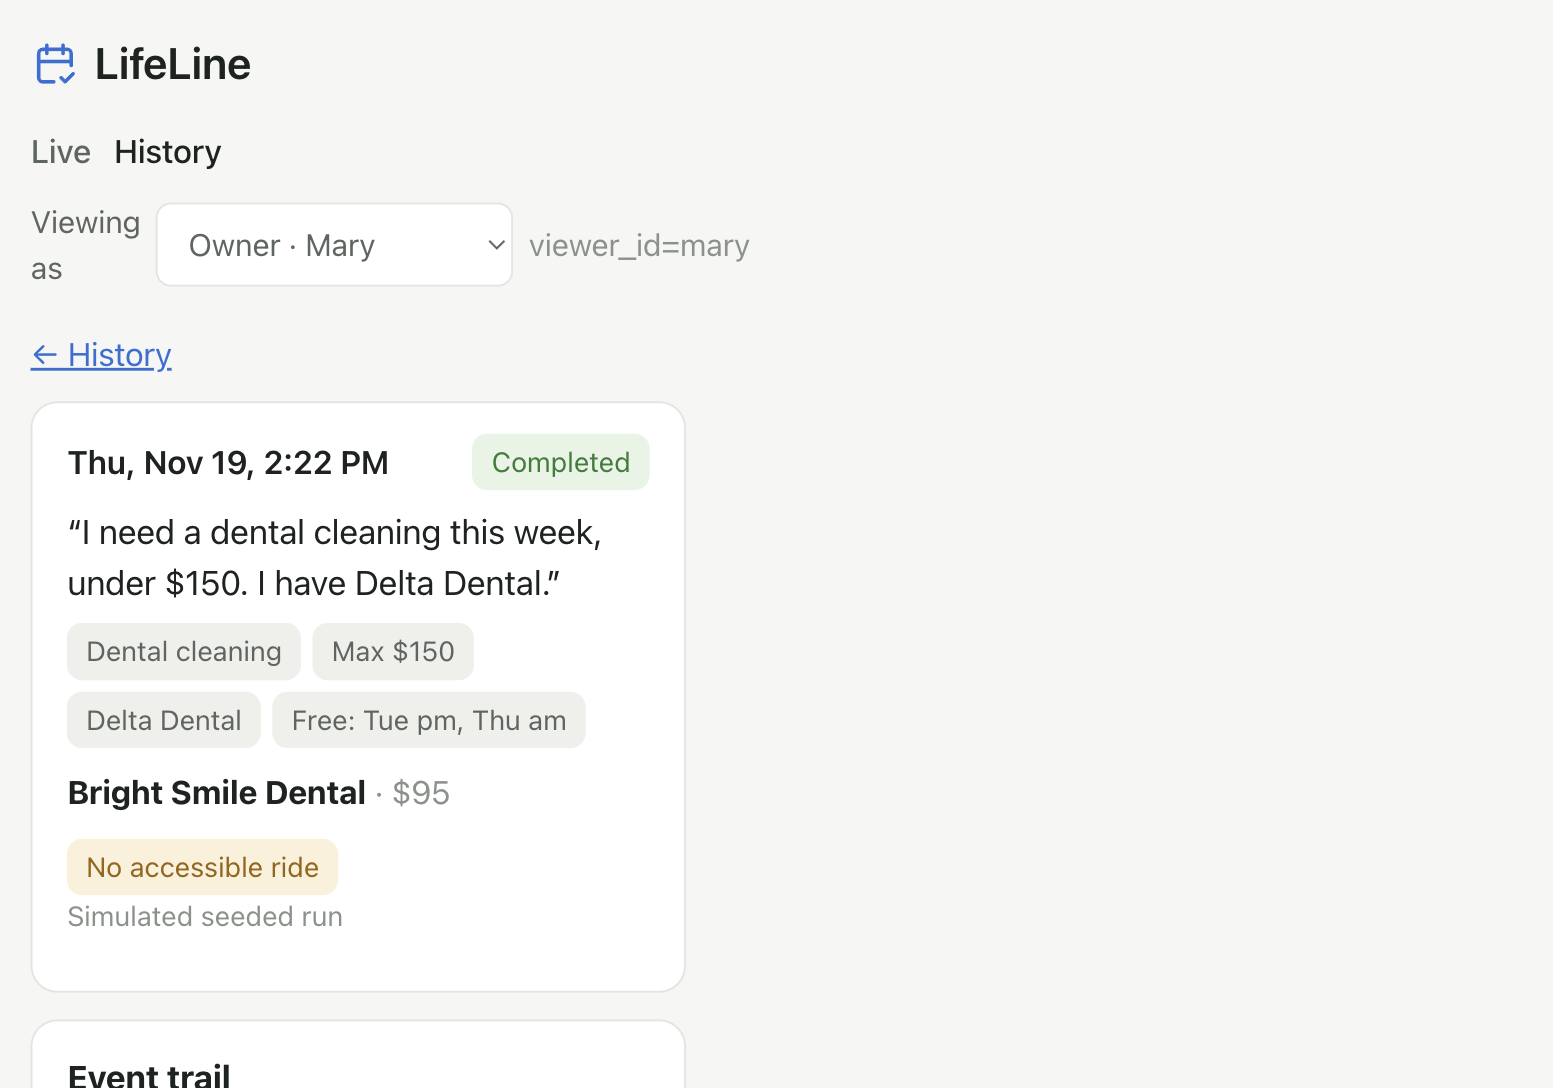 LifeLine
Live History
Viewing as
Owner · Mary
viewer_id=mary
← History
Thu, Nov 19, 2:22 PM
Completed
“I need a dental cleaning this week,
under $150. I have Delta Dental.”
Dental cleaning
Max $150
Delta Dental
Free: Tue pm, Thu am
Bright Smile Dental · $95
No accessible ride
Simulated seeded run
Event trail